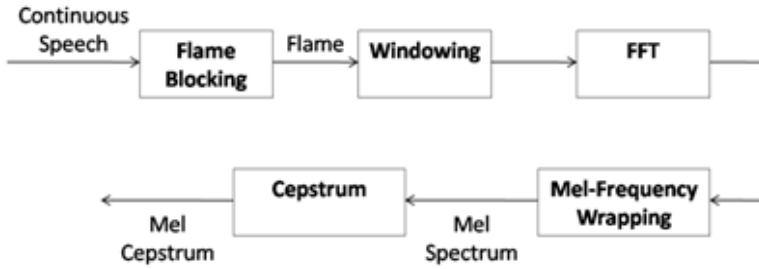 Continuous
Speech
Flame
Blocking
Flame
Windowing
FFT
Cepstrum
Mel-Frequency
Wrapping
Mel
Cepstrum
Mel
Spectrum